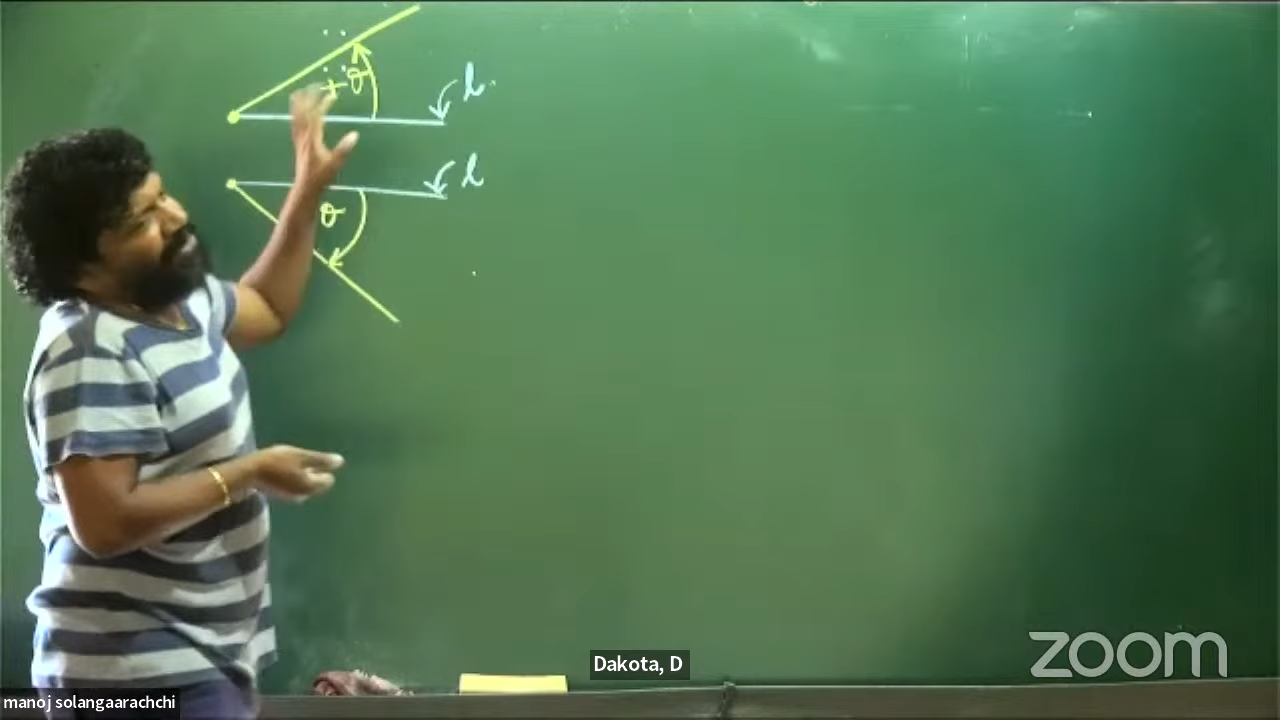 +θ
l
l
θ
Dakota, D
zoom
manoj solangaarachchi